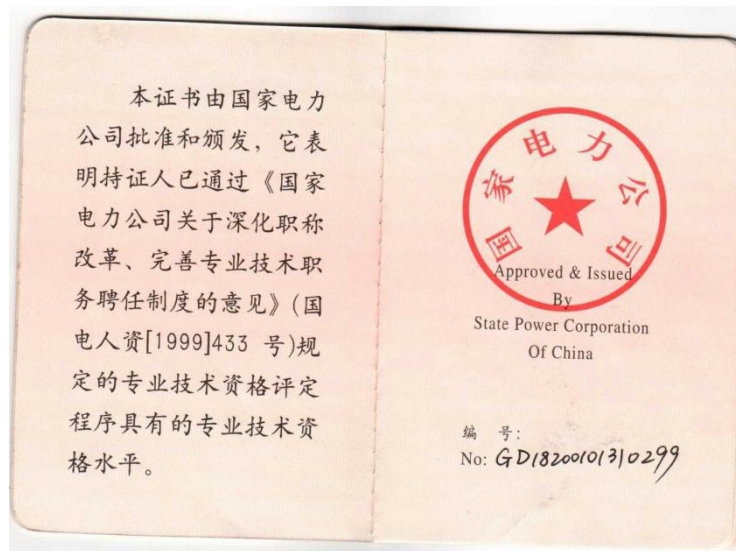 本证书由国家电力
公司批准和颁发，它表
明持证人已通过《国家
电力公司关于深化职称
改革、完善专业技术职
务聘任制度的意见》(国
电人资[1999]433 号)规
定的专业技术资格评定
程序具有的专业技术资
格水平。
国家电力公司
Approved & Issued
By
State Power Corporation
Of China
编 号：
No: GD18200101310299